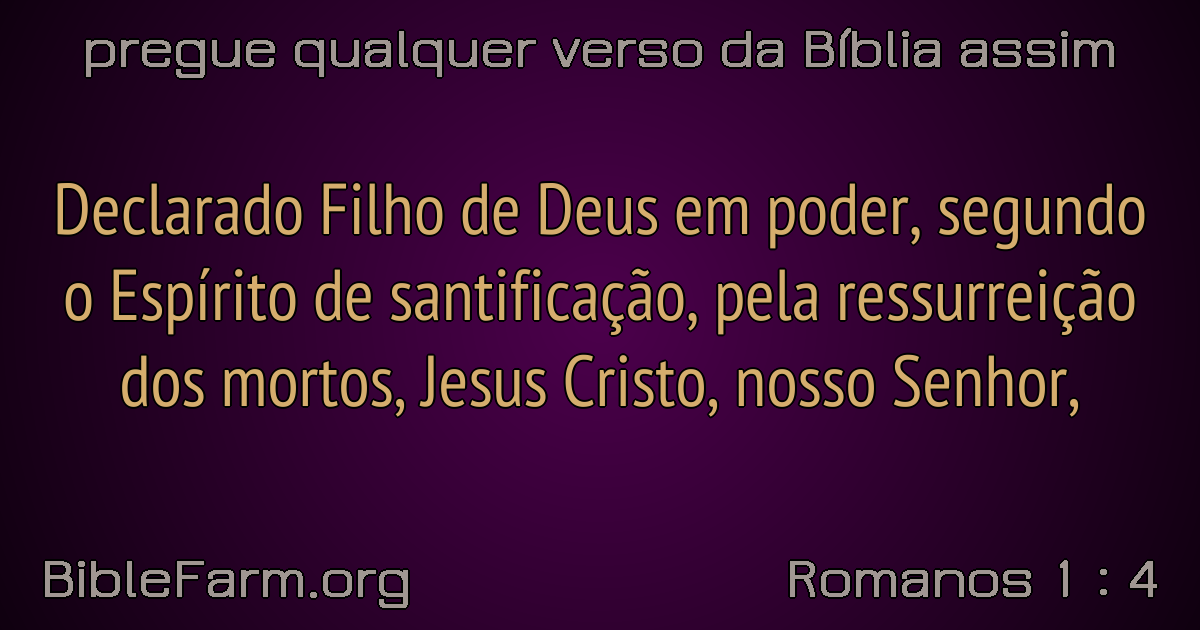 pregue qualquer verso da Bíblia assim
Declarado Filho de Deus em poder, segundo
o Espírito de santificação, pela ressurreição
dos mortos, Jesus Cristo, nosso Senhor,
BibleFarm.org
Romanos 1 : 4